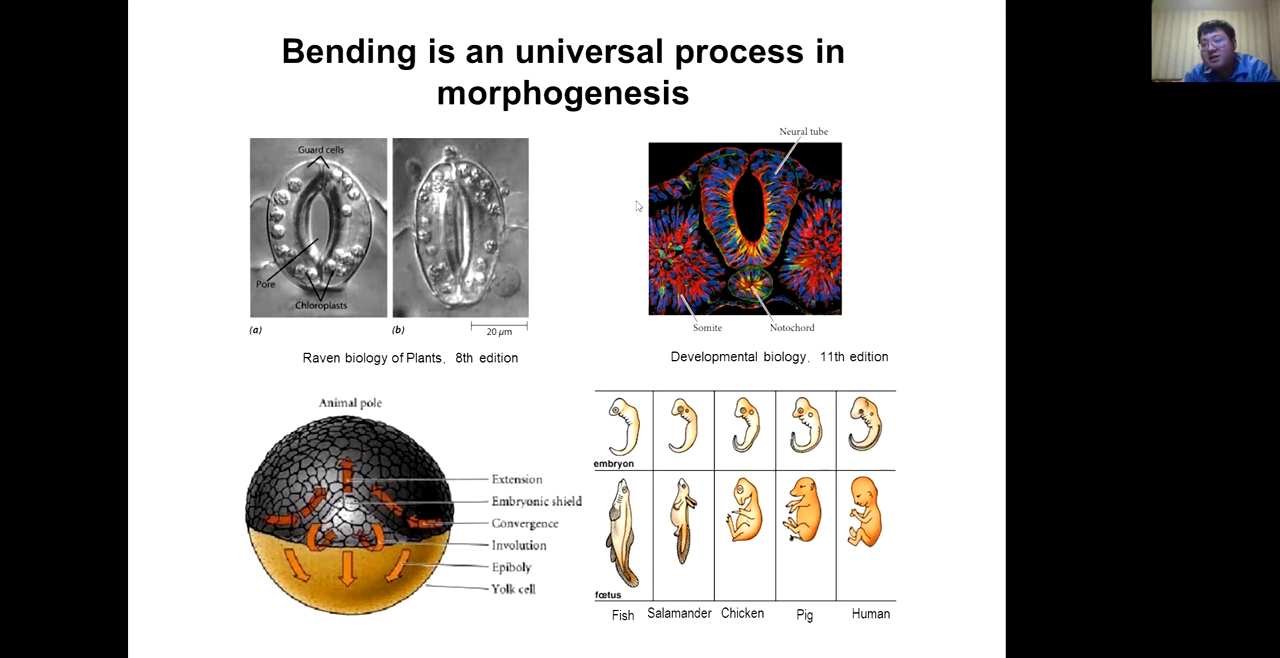 Bending is an universal process in
morphogenesis
Guard cells
Pore
Chloroplasts
(a)
(b)
20 µm
Raven biology of Plants, 8th edition
Neural tube
Somite
Notochord
Developmental biology, 11th edition
Animal pole
Extension
Embryonic shield
Convergence
Involution
Epiboly
Yolk cell
embryon
fœtus
Fish
Salamander
Chicken
Pig
Human